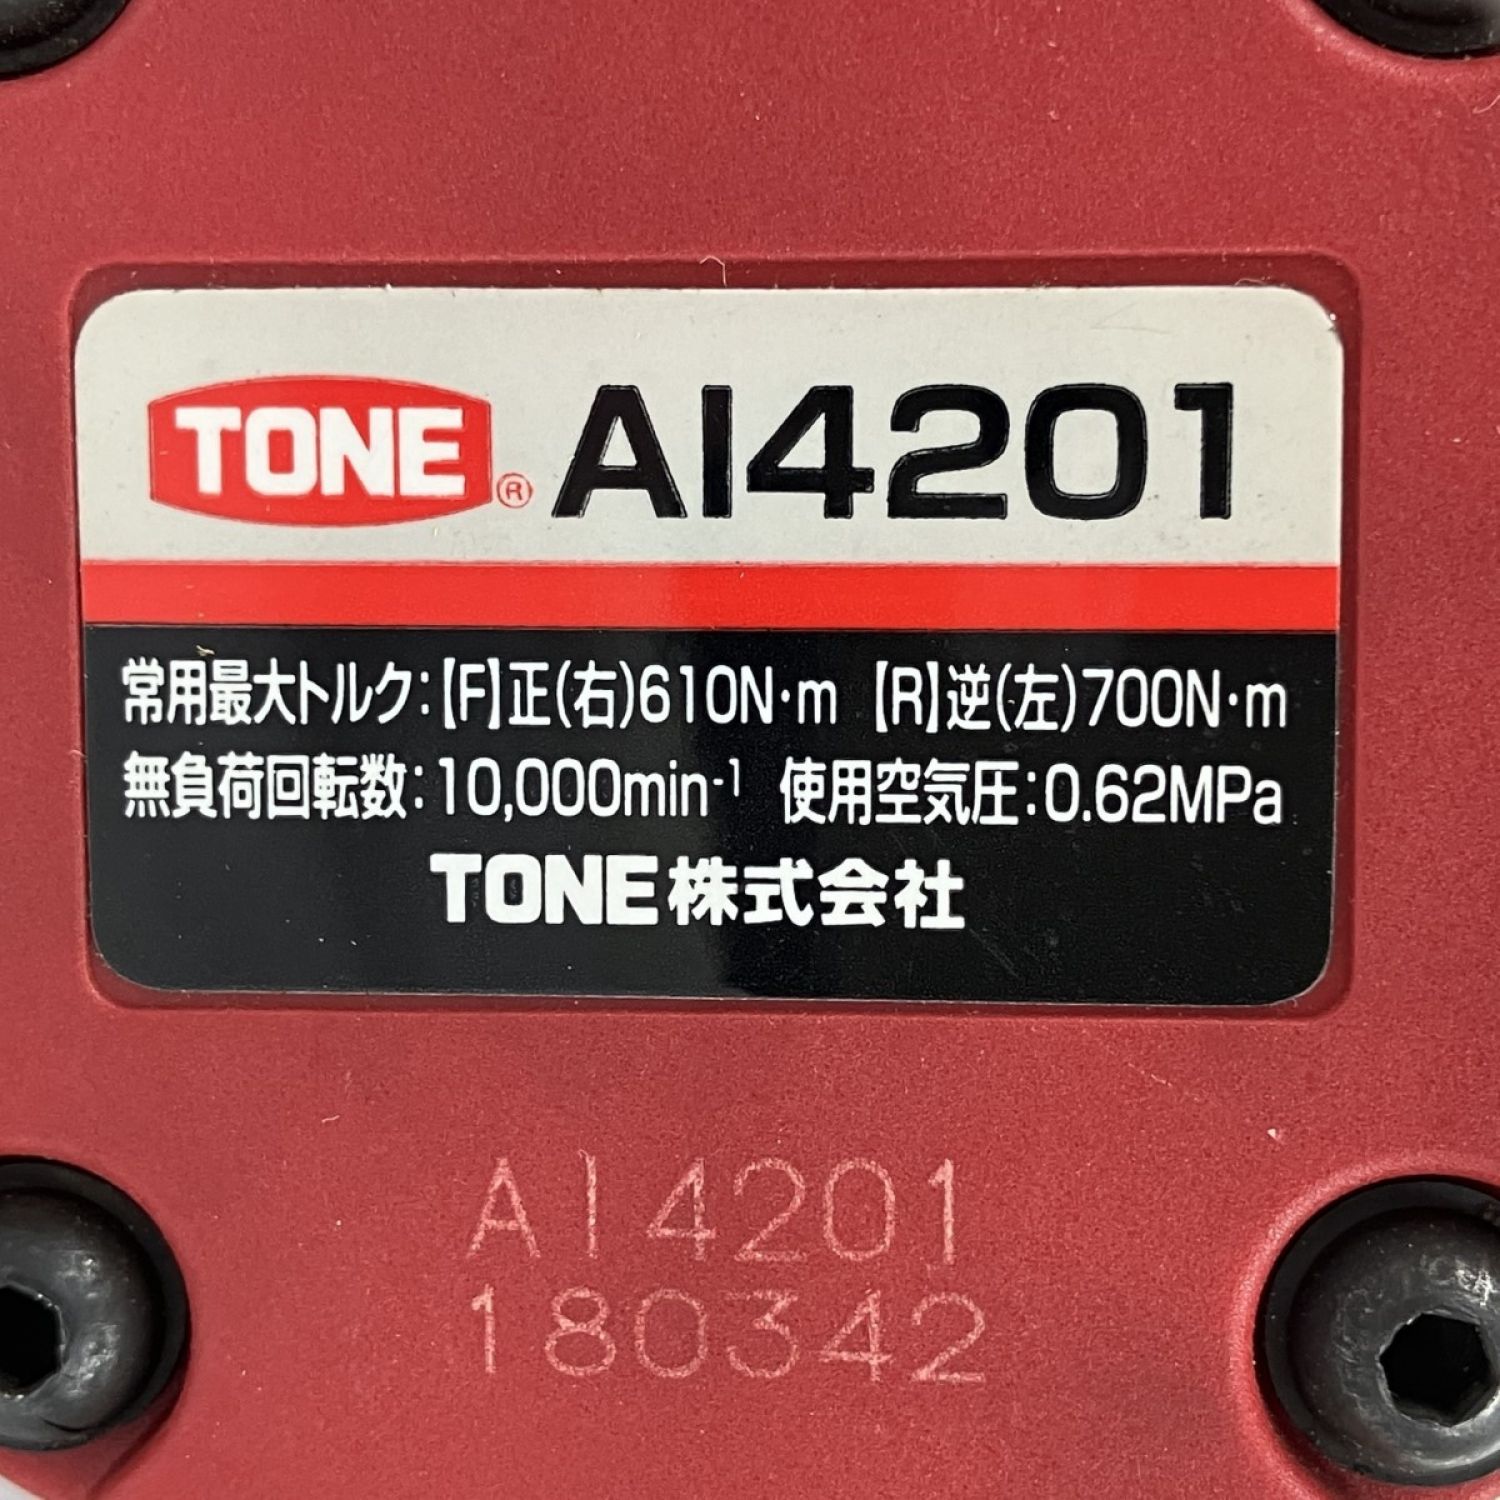 TONE® AI4201
常用最大トルク:【F】正(右)610N·m 【R】逆(左)700N·m
無負荷回転数:10,000min⁻¹ 使用空気圧:0.62MPa
TONE株式会社
AI4201
180342